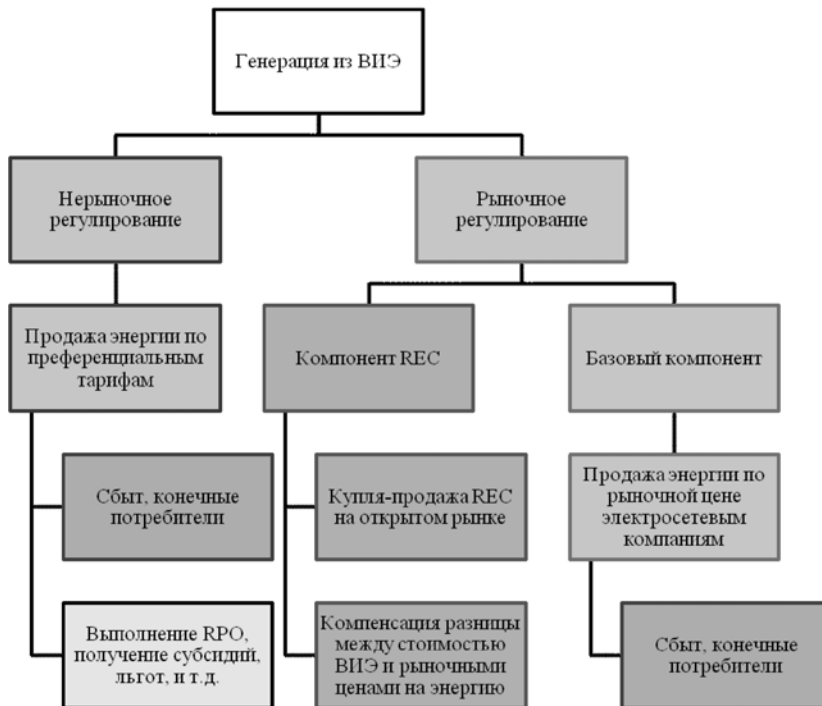 Генерация из ВИЭ
Нерыночное
регулирование
Рыночное
регулирование
Продажа энергии по
преференциальным
тарифам
Компонент REC
Базовый компонент
Сбыт, конечные
потребители
Купля-продажа REC
на открытом рынке
Продажа энергии по
рыночной цене
электросетевым
компаниям
Выполнение RPO,
получение субсидий,
льгот, и т.д.
Компенсация разницы
между стоимостью
ВИЭ и рыночными
ценами на энергию
Сбыт, конечные
потребители